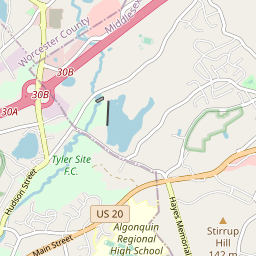 Worcester County
Middlesex
30B
30B
30A
Tyler Site
F.C.
Hudson Street
US 20
Main Street
Algonquin
Regional
High School
Hayes Memorial
Stirrup
Hill
142 m